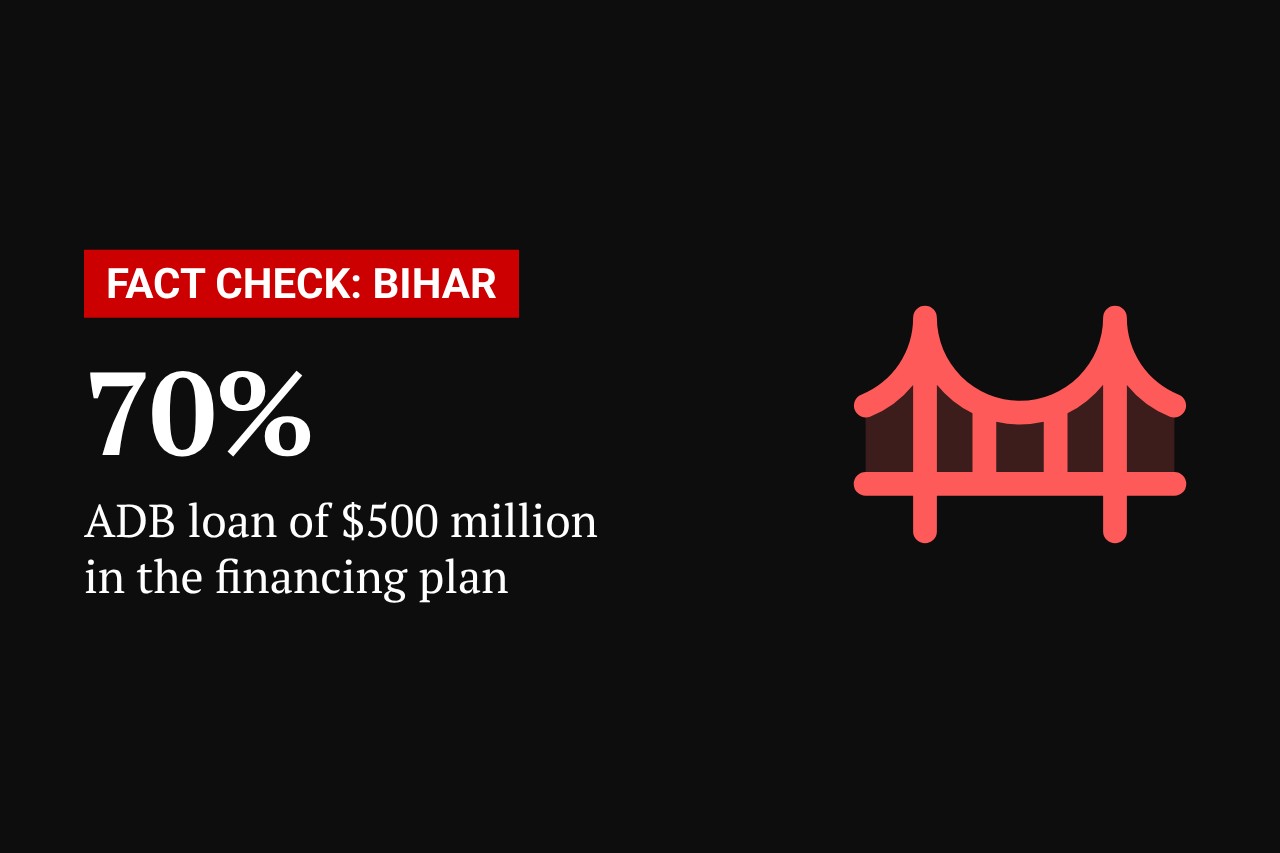 FACT CHECK: BIHAR
70%
ADB loan of $500 million
in the financing plan